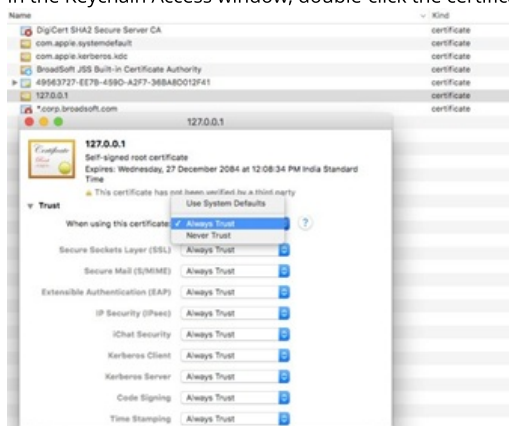 In the Keychain Access window, double-click the certific
Name Kind
DigiCert SHA2 Secure Server CA certificate
com.apple.systemdefault certificate
com.apple.kerberos.kdc certificate
BroadSoft JSS Built-in Certificate Authority certificate
49563727-EE7B-4590-A2F7-36BA8D012F41 certificate
127.0.0.1 certificate
*.corp.broadsoft.com certificate
127.0.0.1
Certificate
127.0.0.1
Self-signed root certificate
Expires: Wednesday, 27 December 2084 at 12:08:34 PM India Standard
Time
This certificate has not been verified by a third party
Trust
Use System Defaults
When using this certificate: ✓ Always Trust ?
Never Trust
Secure Sockets Layer (SSL) Always Trust
Secure Mail (S/MIME) Always Trust
Extensible Authentication (EAP) Always Trust
IP Security (IPsec) Always Trust
iChat Security Always Trust
Kerberos Client Always Trust
Kerberos Server Always Trust
Code Signing Always Trust
Time Stamping Always Trust